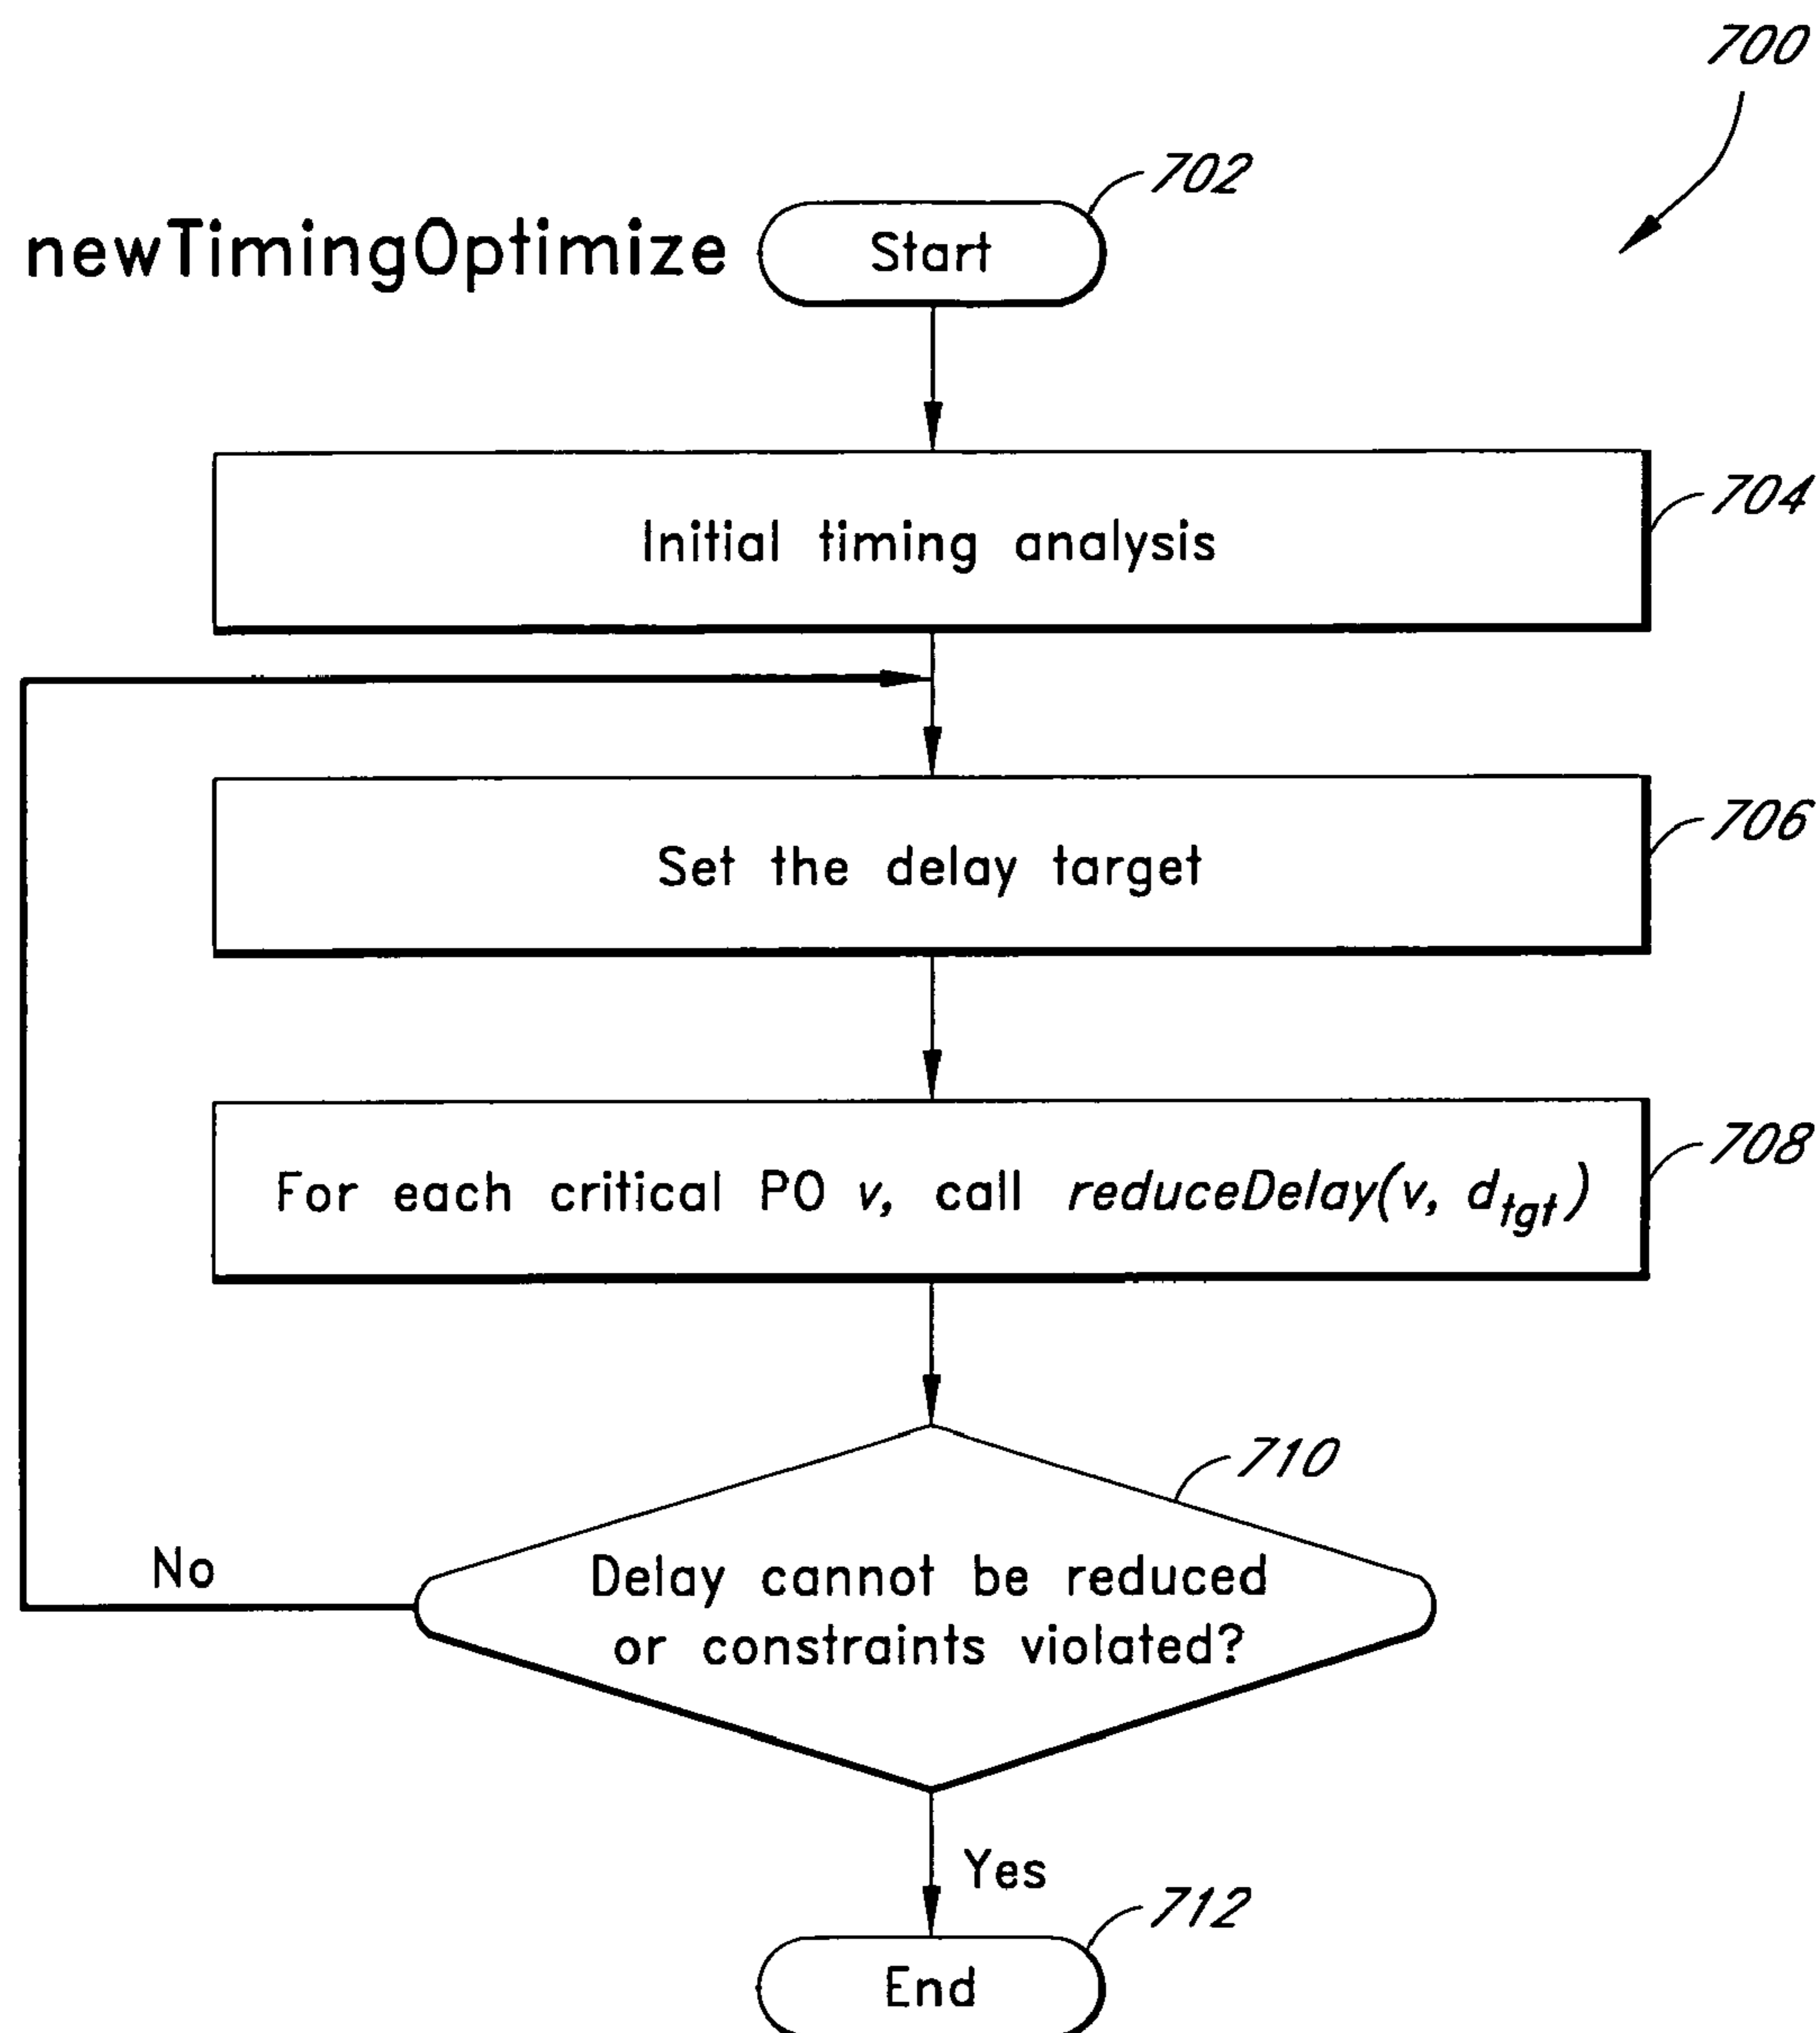 700
702
newTimingOptimize
Start
Initial timing analysis
704
Set the delay target
706
For each critical PO v, call reduceDelay(v, dtgt)
708
710
No
Delay cannot be reduced
or constraints violated?
Yes
712
End